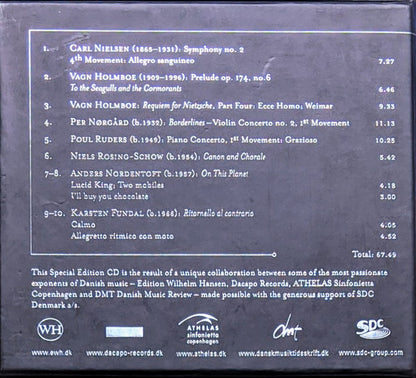 1. CARL NIELSEN (1865–1931): Symphony no. 2
4th Movement: Allegro sanguineo 7.27
2. VAGN HOLMBOE (1909–1996): Prelude op. 174, no.6
To the Seagulls and the Cormorants 6.46
3. VAGN HOLMBOE: Requiem for Nietzsche, Part Four: Ecce Homo; Weimar 9.33
4. PER NØRGÅRD (b.1932): Borderlines – Violin Concerto no. 2, 1st Movement 11.13
5. POUL RUDERS (b.1949): Piano Concerto, 1st Movement: Grazioso 10.25
6. NIELS ROSING-SCHOW (b.1954): Canon and Chorale 5.42
7–8. ANDERS NORDENTOFT (b.1957): On This Planet
Lucid King; Two mobiles 4.18
I'll buy you chocolate 3.00
9–10. KARSTEN FUNDAL (b.1966): Ritornello al contrario
Calmo 4.05
Allegretto ritmico con moto 4.52
Total: 67.49
This Special Edition CD is the result of a unique collaboration between some of the most passionate
exponents of Danish music – Edition Wilhelm Hansen, Dacapo Records, ATHELAS Sinfonietta
Copenhagen and DMT Danish Music Review – made possible with the generous support of SDC
Denmark a/s.
WH ATHELAS
sinfonietta
copenhagen
dmt SDC
www.ewh.dk www.dacapo-records.dk www.athelas.dk www.danskmusiktidsskrift.dk www.sdc-group.com